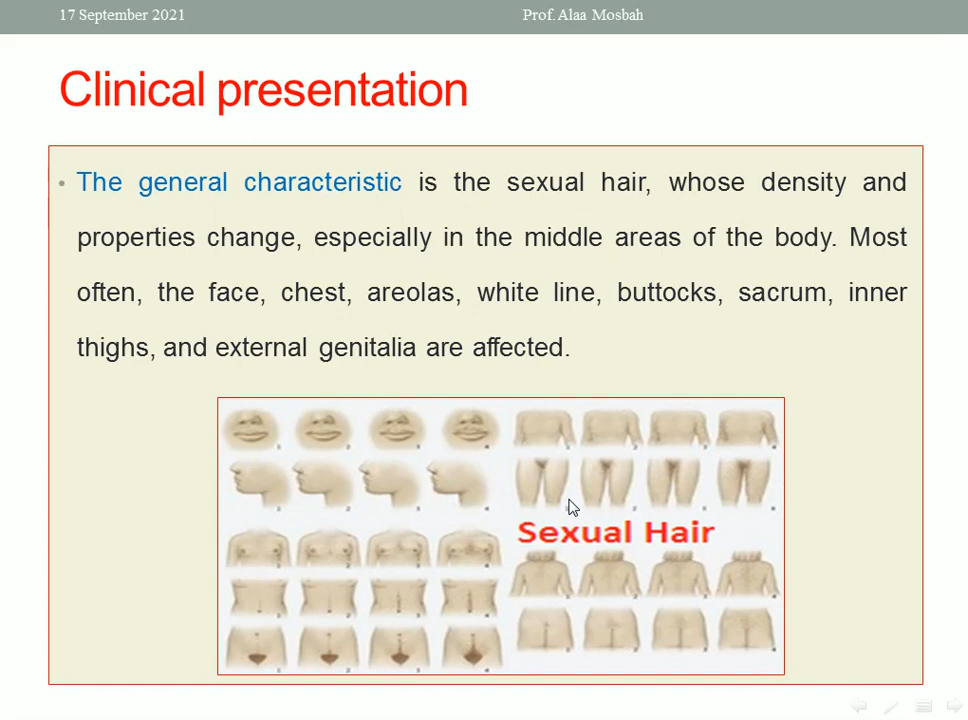 17 September 2021
Prof. Alaa Mosbah
Clinical presentation
• The general characteristic is the sexual hair, whose density and
properties change, especially in the middle areas of the body. Most
often, the face, chest, areolas, white line, buttocks, sacrum, inner
thighs, and external genitalia are affected.
Sexual Hair